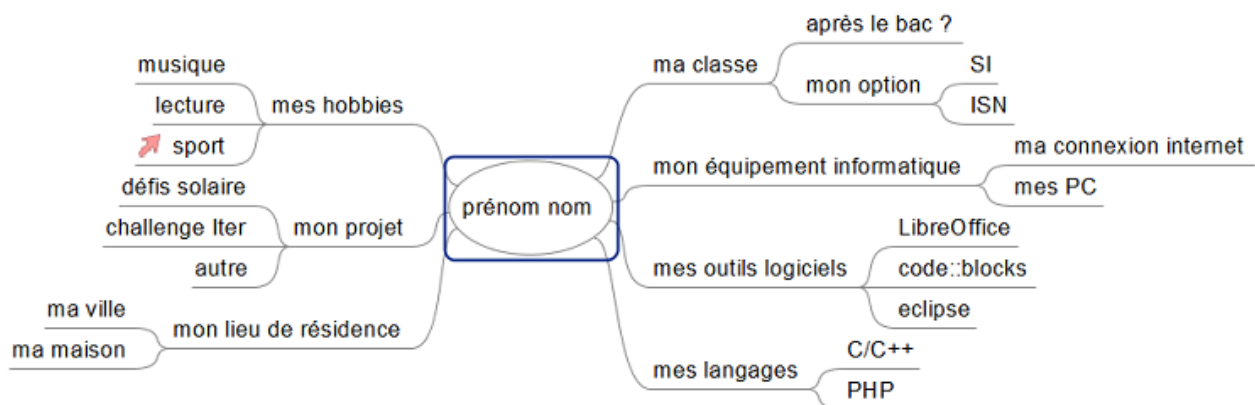 prénom nom
mes hobbies
musique
lecture
sport
mon projet
défis solaire
challenge Iter
autre
mon lieu de résidence
ma ville
ma maison
ma classe
après le bac ?
mon option
SI
ISN
mon équipement informatique
ma connexion internet
mes PC
mes outils logiciels
LibreOffice
code::blocks
eclipse
mes langages
C/C++
PHP